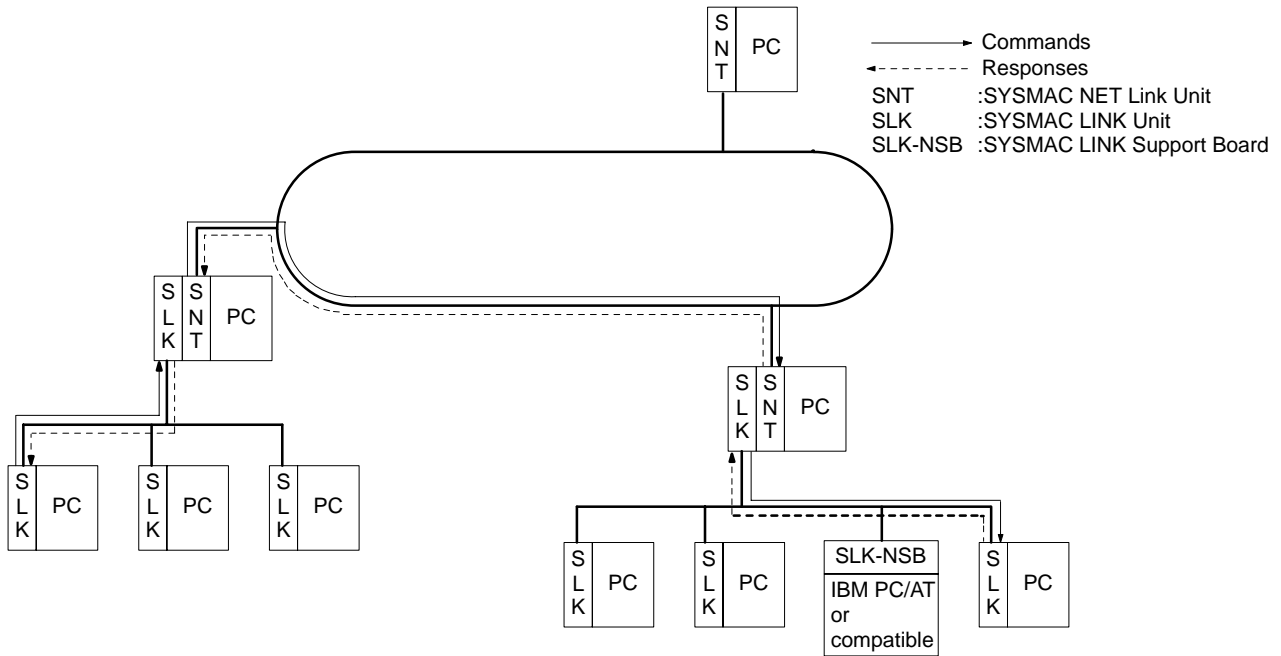 S
N
T
PC
Commands
Responses
SNT :SYSMAC NET Link Unit
SLK :SYSMAC LINK Unit
SLK-NSB :SYSMAC LINK Support Board
S
L
K
S
N
T
PC
S
L
K
S
N
T
PC
S
L
K
PC
S
L
K
PC
S
L
K
PC
S
L
K
PC
S
L
K
PC
SLK-NSB
IBM PC/AT
or
compatible
S
L
K
PC